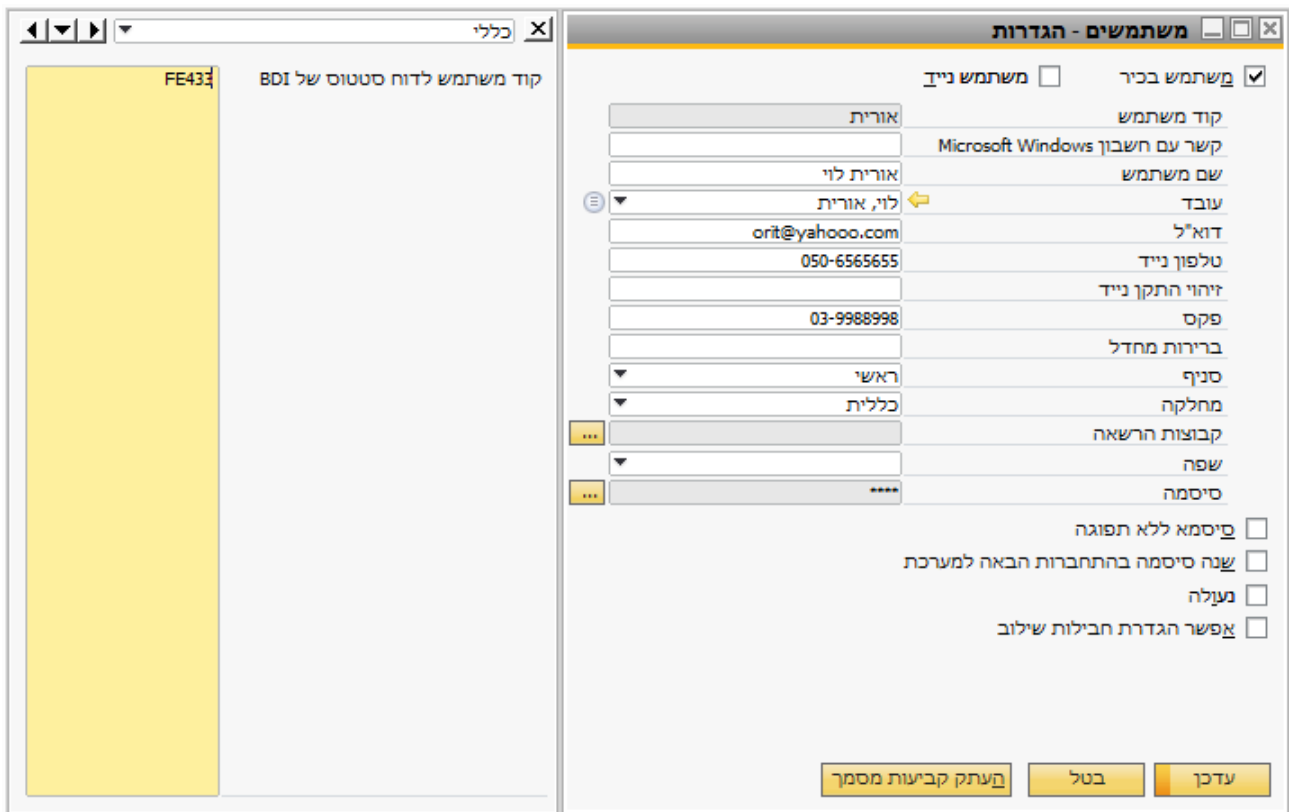 משתמשים - הגדרות
משתמש בכיר
משתמש נייד
קוד משתמש אורית
קשר עם חשבון Microsoft Windows
שם משתמש אורית לוי
עובד לוי, אורית
דוא"ל orit@yahooo.com
טלפון נייד 050-6565655
זיהוי התקן נייד
פקס 03-9988998
ברירות מחדל
סניף ראשי
מחלקה כללית
קבוצות הרשאה ...
שפה
סיסמה **** ...
סיסמא ללא תפוגה
שנה סיסמה בהתחברות הבאה למערכת
נעולה
אפשר הגדרת חבילות שילוב
עדכן
בטל
העתק קביעות מסמך
כללי
קוד משתמש לדוח סטטוס של BDI FE433